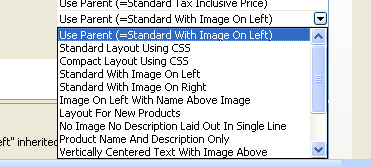 Use Parent (=Standard Tax Inclusive Price)
Use Parent (=Standard With Image On Left)
Use Parent (=Standard With Image On Left)
Standard Layout Using CSS
Compact Layout Using CSS
Standard With Image On Left
Standard With Image On Right
Image On Left With Name Above Image
Layout For New Products
No Image No Description Laid Out In Single Line
eft" inherited
Product Name And Description Only
Vertically Centered Text With Image Above